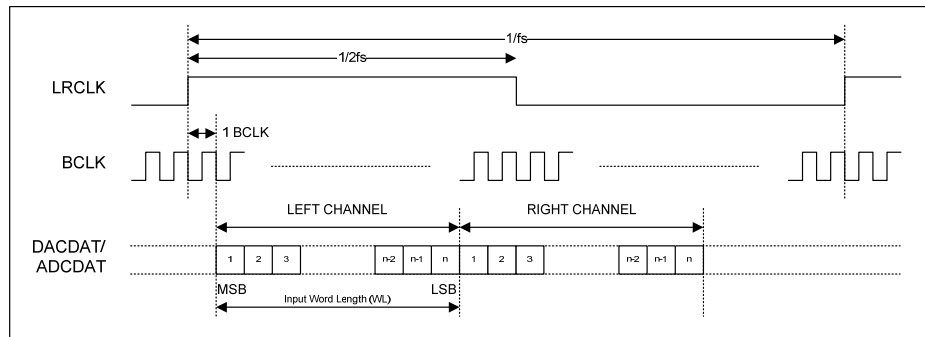 1/fs
1/2fs
LRCLK
1 BCLK
BCLK
LEFT CHANNEL
RIGHT CHANNEL
DACDAT/
ADCDAT
1 2 3 n-2 n-1 n 1 2 3 n-2 n-1 n
MSB LSB
Input Word Length (WL)